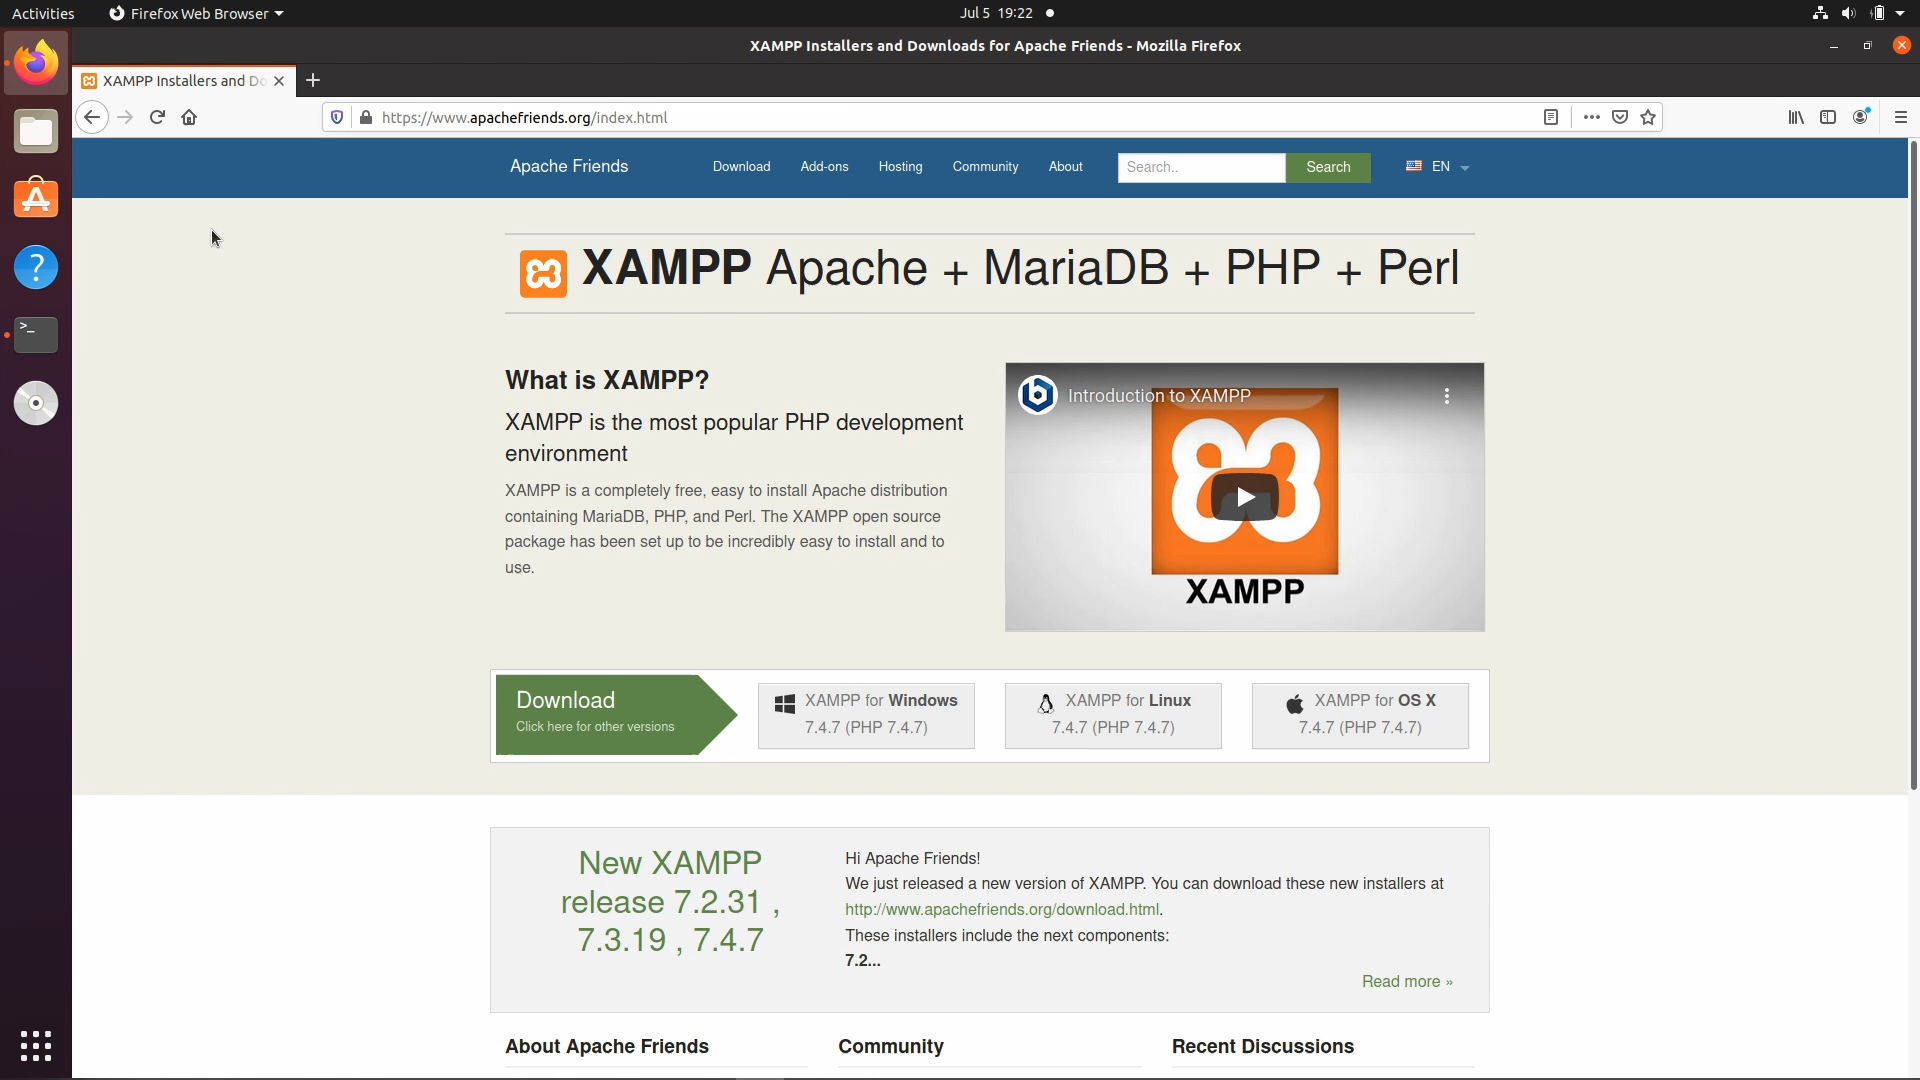 Activities
Firefox Web Browser
Jul 5 19:22
XAMPP Installers and Downloads for Apache Friends - Mozilla Firefox
XAMPP Installers and Do
https://www.apachefriends.org/index.html
Apache Friends
Download
Add-ons
Hosting
Community
About
Search..
Search
EN
XAMPP Apache + MariaDB + PHP + Perl
What is XAMPP?
XAMPP is the most popular PHP development
environment
XAMPP is a completely free, easy to install Apache distribution
containing MariaDB, PHP, and Perl. The XAMPP open source
package has been set up to be incredibly easy to install and to
use.
Introduction to XAMPP
XAMPP
Download
Click here for other versions
XAMPP for Windows
7.4.7 (PHP 7.4.7)
XAMPP for Linux
7.4.7 (PHP 7.4.7)
XAMPP for OS X
7.4.7 (PHP 7.4.7)
New XAMPP
release 7.2.31 ,
7.3.19 , 7.4.7
Hi Apache Friends!
We just released a new version of XAMPP. You can download these new installers at
http://www.apachefriends.org/download.html.
These installers include the next components:
7.2...
Read more »
About Apache Friends
Community
Recent Discussions